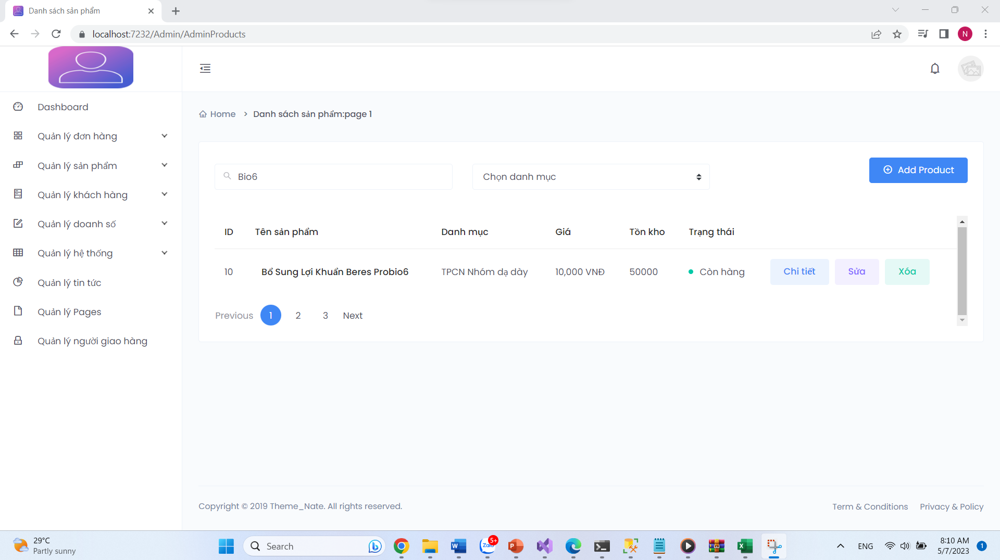 Danh sách sản phẩm
localhost:7232/Admin/AdminProducts
N
Dashboard
Quản lý đơn hàng
Quản lý sản phẩm
Quản lý khách hàng
Quản lý doanh số
Quản lý hệ thống
Quản lý tin tức
Quản lý Pages
Quản lý người giao hàng
Home > Danh sách sản phẩm:page 1
Bio6
Chọn danh mục
Add Product
ID Tên sản phẩm Danh mục Giá Tồn kho Trạng thái
10 Bổ Sung Lợi Khuẩn Beres Probio6 TPCN Nhóm dạ dày 10,000 VNĐ 50000 Còn hàng Chi tiết Sửa Xóa
Previous 1 2 3 Next
Copyright © 2019 Theme_Nate. All rights reserved.
Term & Conditions Privacy & Policy
29°C
Partly sunny
Search
Zalo
5+
ENG
8:10 AM
5/7/2023
1